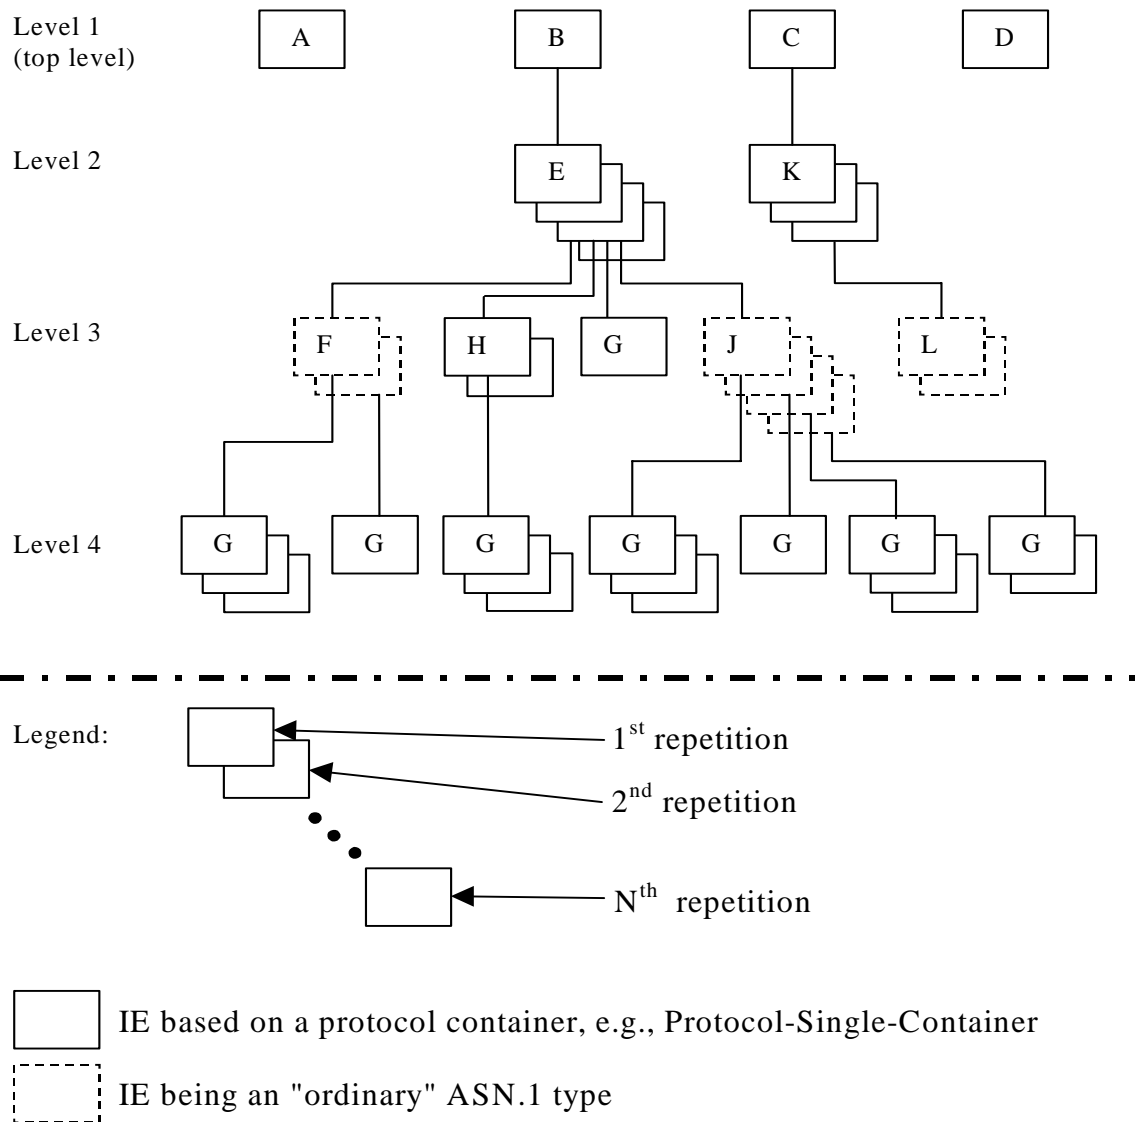 Level 1
(top level)
A B C D
Level 2
E K
Level 3
F H G J L
Level 4
G G G G G G G
Legend:
1st repetition
2nd repetition
Nth repetition
IE based on a protocol container, e.g., Protocol-Single-Container
IE being an "ordinary" ASN.1 type